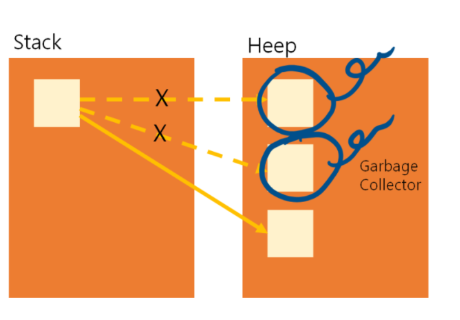 Stack
Heep
X
X
Garbage
Collector